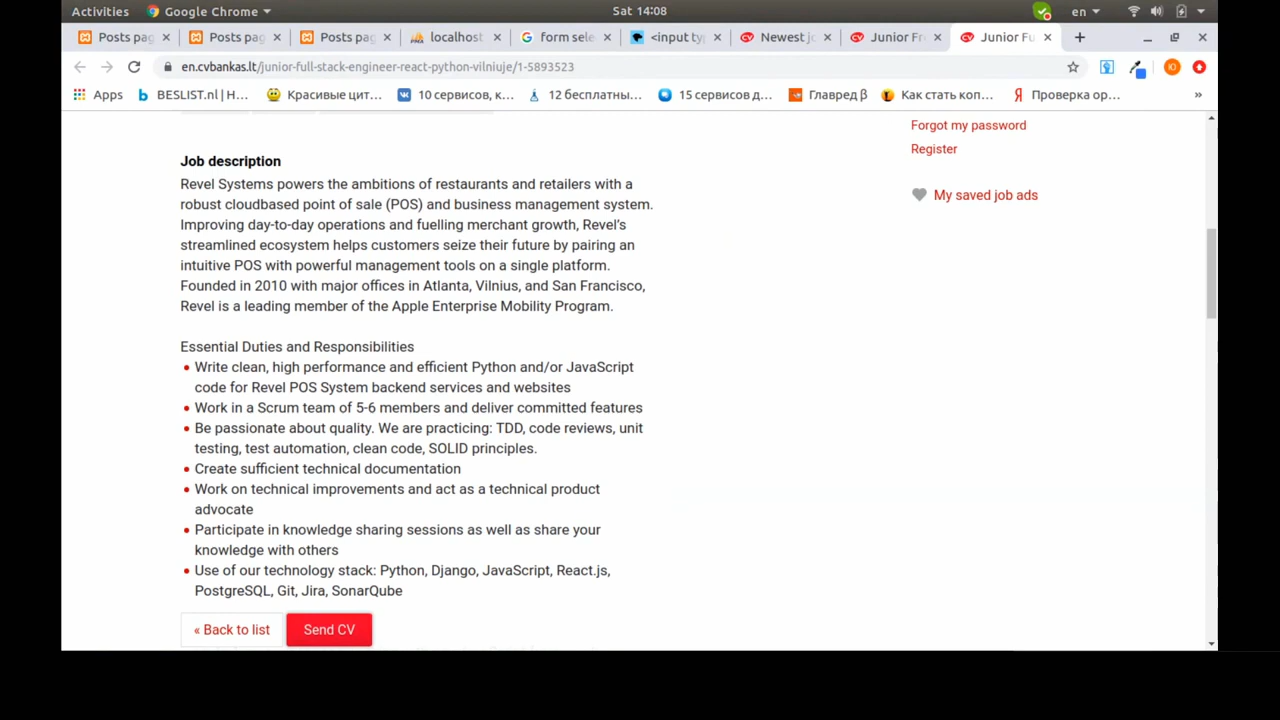 Activities
Google Chrome
Sat 14:08
en
Posts pag
Posts pag
Posts pag
localhost
form sele
<input typ
Newest jo
Junior Fr
Junior Fu
en.cvbankas.lt/junior-full-stack-engineer-react-python-vilniuje/1-5893523
Apps
BESLIST.nl | H…
Красивые цит…
10 сервисов, к…
12 бесплатны…
15 сервисов д…
Главред β
Как стать коп…
Проверка ор…
»
Forgot my password
Register
My saved job ads
Job description
Revel Systems powers the ambitions of restaurants and retailers with a
robust cloudbased point of sale (POS) and business management system.
Improving day-to-day operations and fuelling merchant growth, Revel's
streamlined ecosystem helps customers seize their future by pairing an
intuitive POS with powerful management tools on a single platform.
Founded in 2010 with major offices in Atlanta, Vilnius, and San Francisco,
Revel is a leading member of the Apple Enterprise Mobility Program.
Essential Duties and Responsibilities
• Write clean, high performance and efficient Python and/or JavaScript
code for Revel POS System backend services and websites
• Work in a Scrum team of 5-6 members and deliver committed features
• Be passionate about quality. We are practicing: TDD, code reviews, unit
testing, test automation, clean code, SOLID principles.
• Create sufficient technical documentation
• Work on technical improvements and act as a technical product
advocate
• Participate in knowledge sharing sessions as well as share your
knowledge with others
• Use of our technology stack: Python, Django, JavaScript, React.js,
PostgreSQL, Git, Jira, SonarQube
« Back to list
Send CV